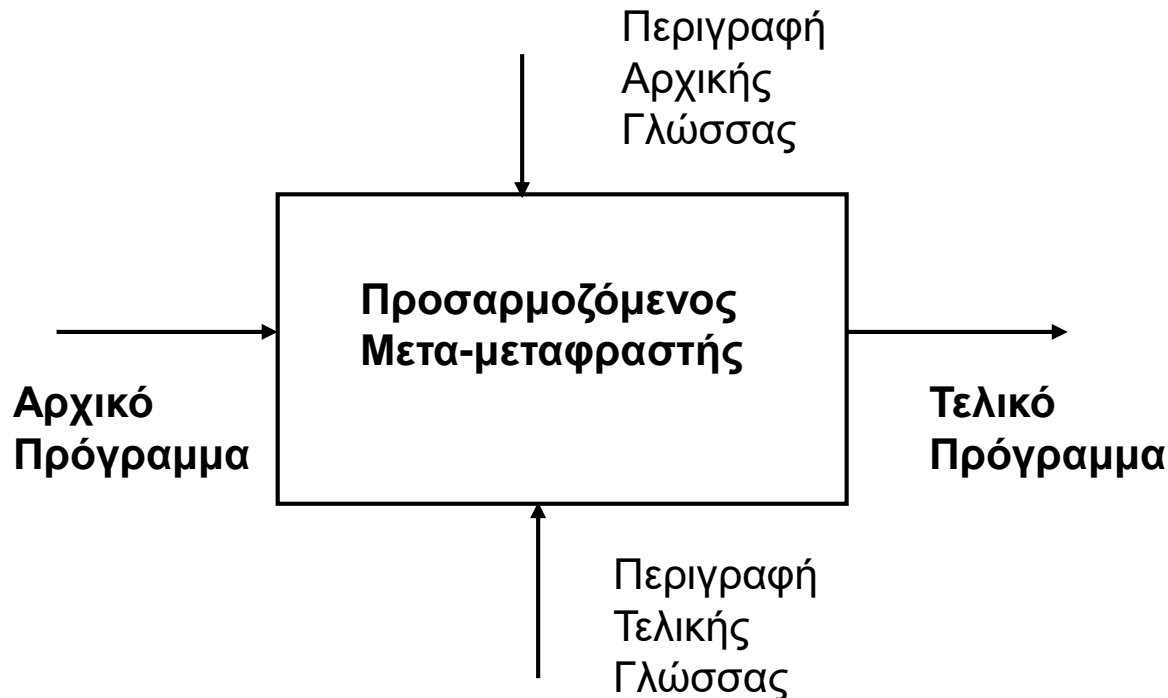 Περιγραφή
Αρχικής
Γλώσσας
Προσαρμοζόμενος
Μετα-μεταφραστής
Αρχικό
Πρόγραμμα
Τελικό
Πρόγραμμα
Περιγραφή
Τελικής
Γλώσσας